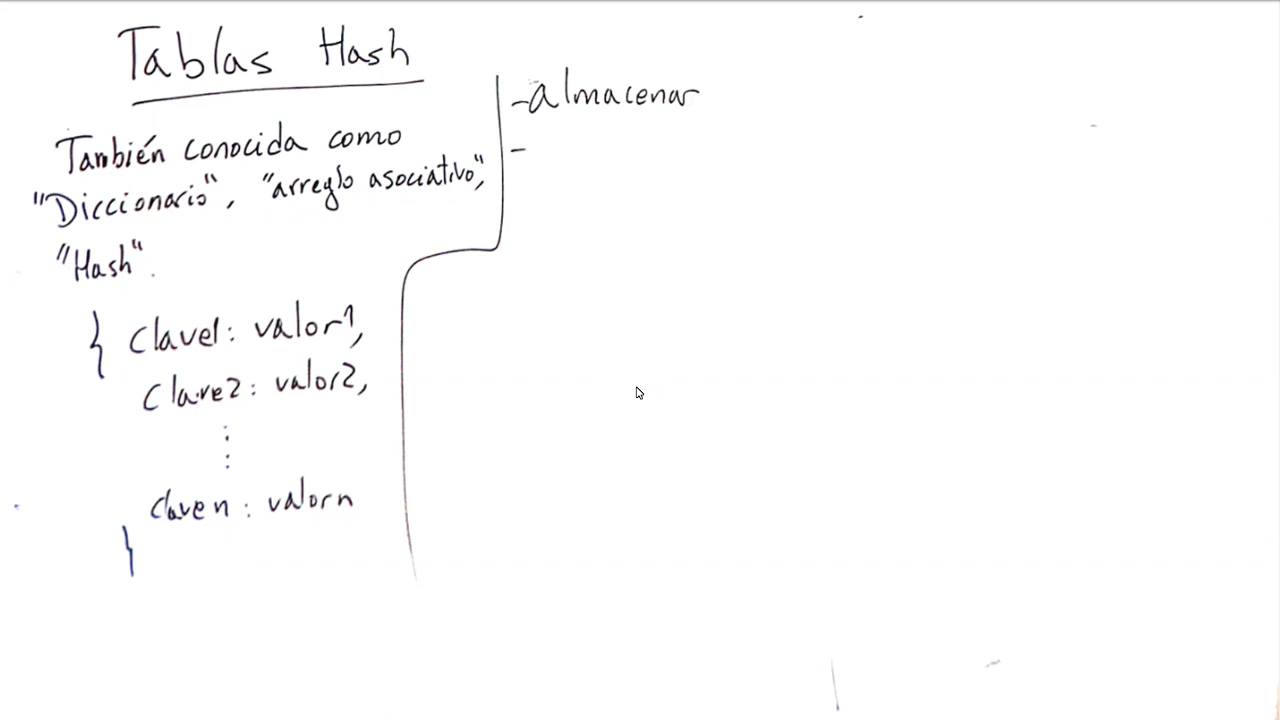 Tablas Hash
También conocida como
"Diccionario", "arreglo asociativo",
"Hash".
{ clave1: valor1,
clave2: valor2,
⋮
claven: valorn
}
-almacenar
-